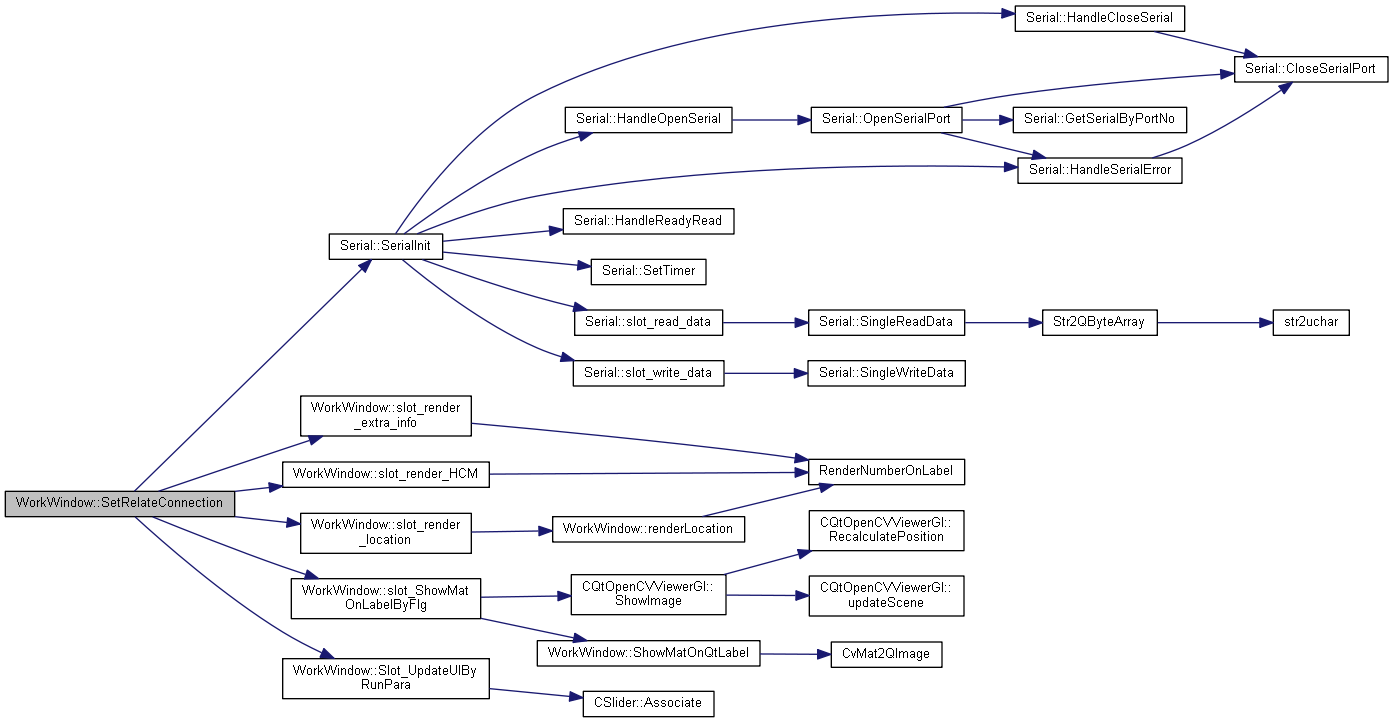 Serial::HandleCloseSerial
Serial::CloseSerialPort
Serial::HandleOpenSerial
Serial::OpenSerialPort
Serial::GetSerialByPortNo
Serial::HandleSerialError
Serial::HandleReadyRead
Serial::SerialInit
Serial::SetTimer
Serial::slot_read_data
Serial::SingleReadData
Str2QByteArray
str2uchar
Serial::slot_write_data
Serial::SingleWriteData
WorkWindow::slot_render
_extra_info
RenderNumberOnLabel
WorkWindow::slot_render_HCM
WorkWindow::SetRelateConnection
WorkWindow::slot_render
_location
WorkWindow::renderLocation
CQtOpenCVViewerGl::
RecalculatePosition
WorkWindow::slot_ShowMat
OnLabelByFlg
CQtOpenCVViewerGl::
ShowImage
CQtOpenCVViewerGl::
updateScene
WorkWindow::ShowMatOnQtLabel
CvMat2QImage
WorkWindow::Slot_UpdateUIBy
RunPara
CSlider::Associate